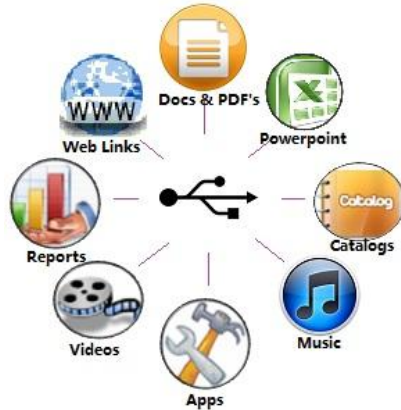 Docs & PDF's
WWW
Web Links
X
Powerpoint
Reports
Catalog
Catalogs
Videos
Music
Apps